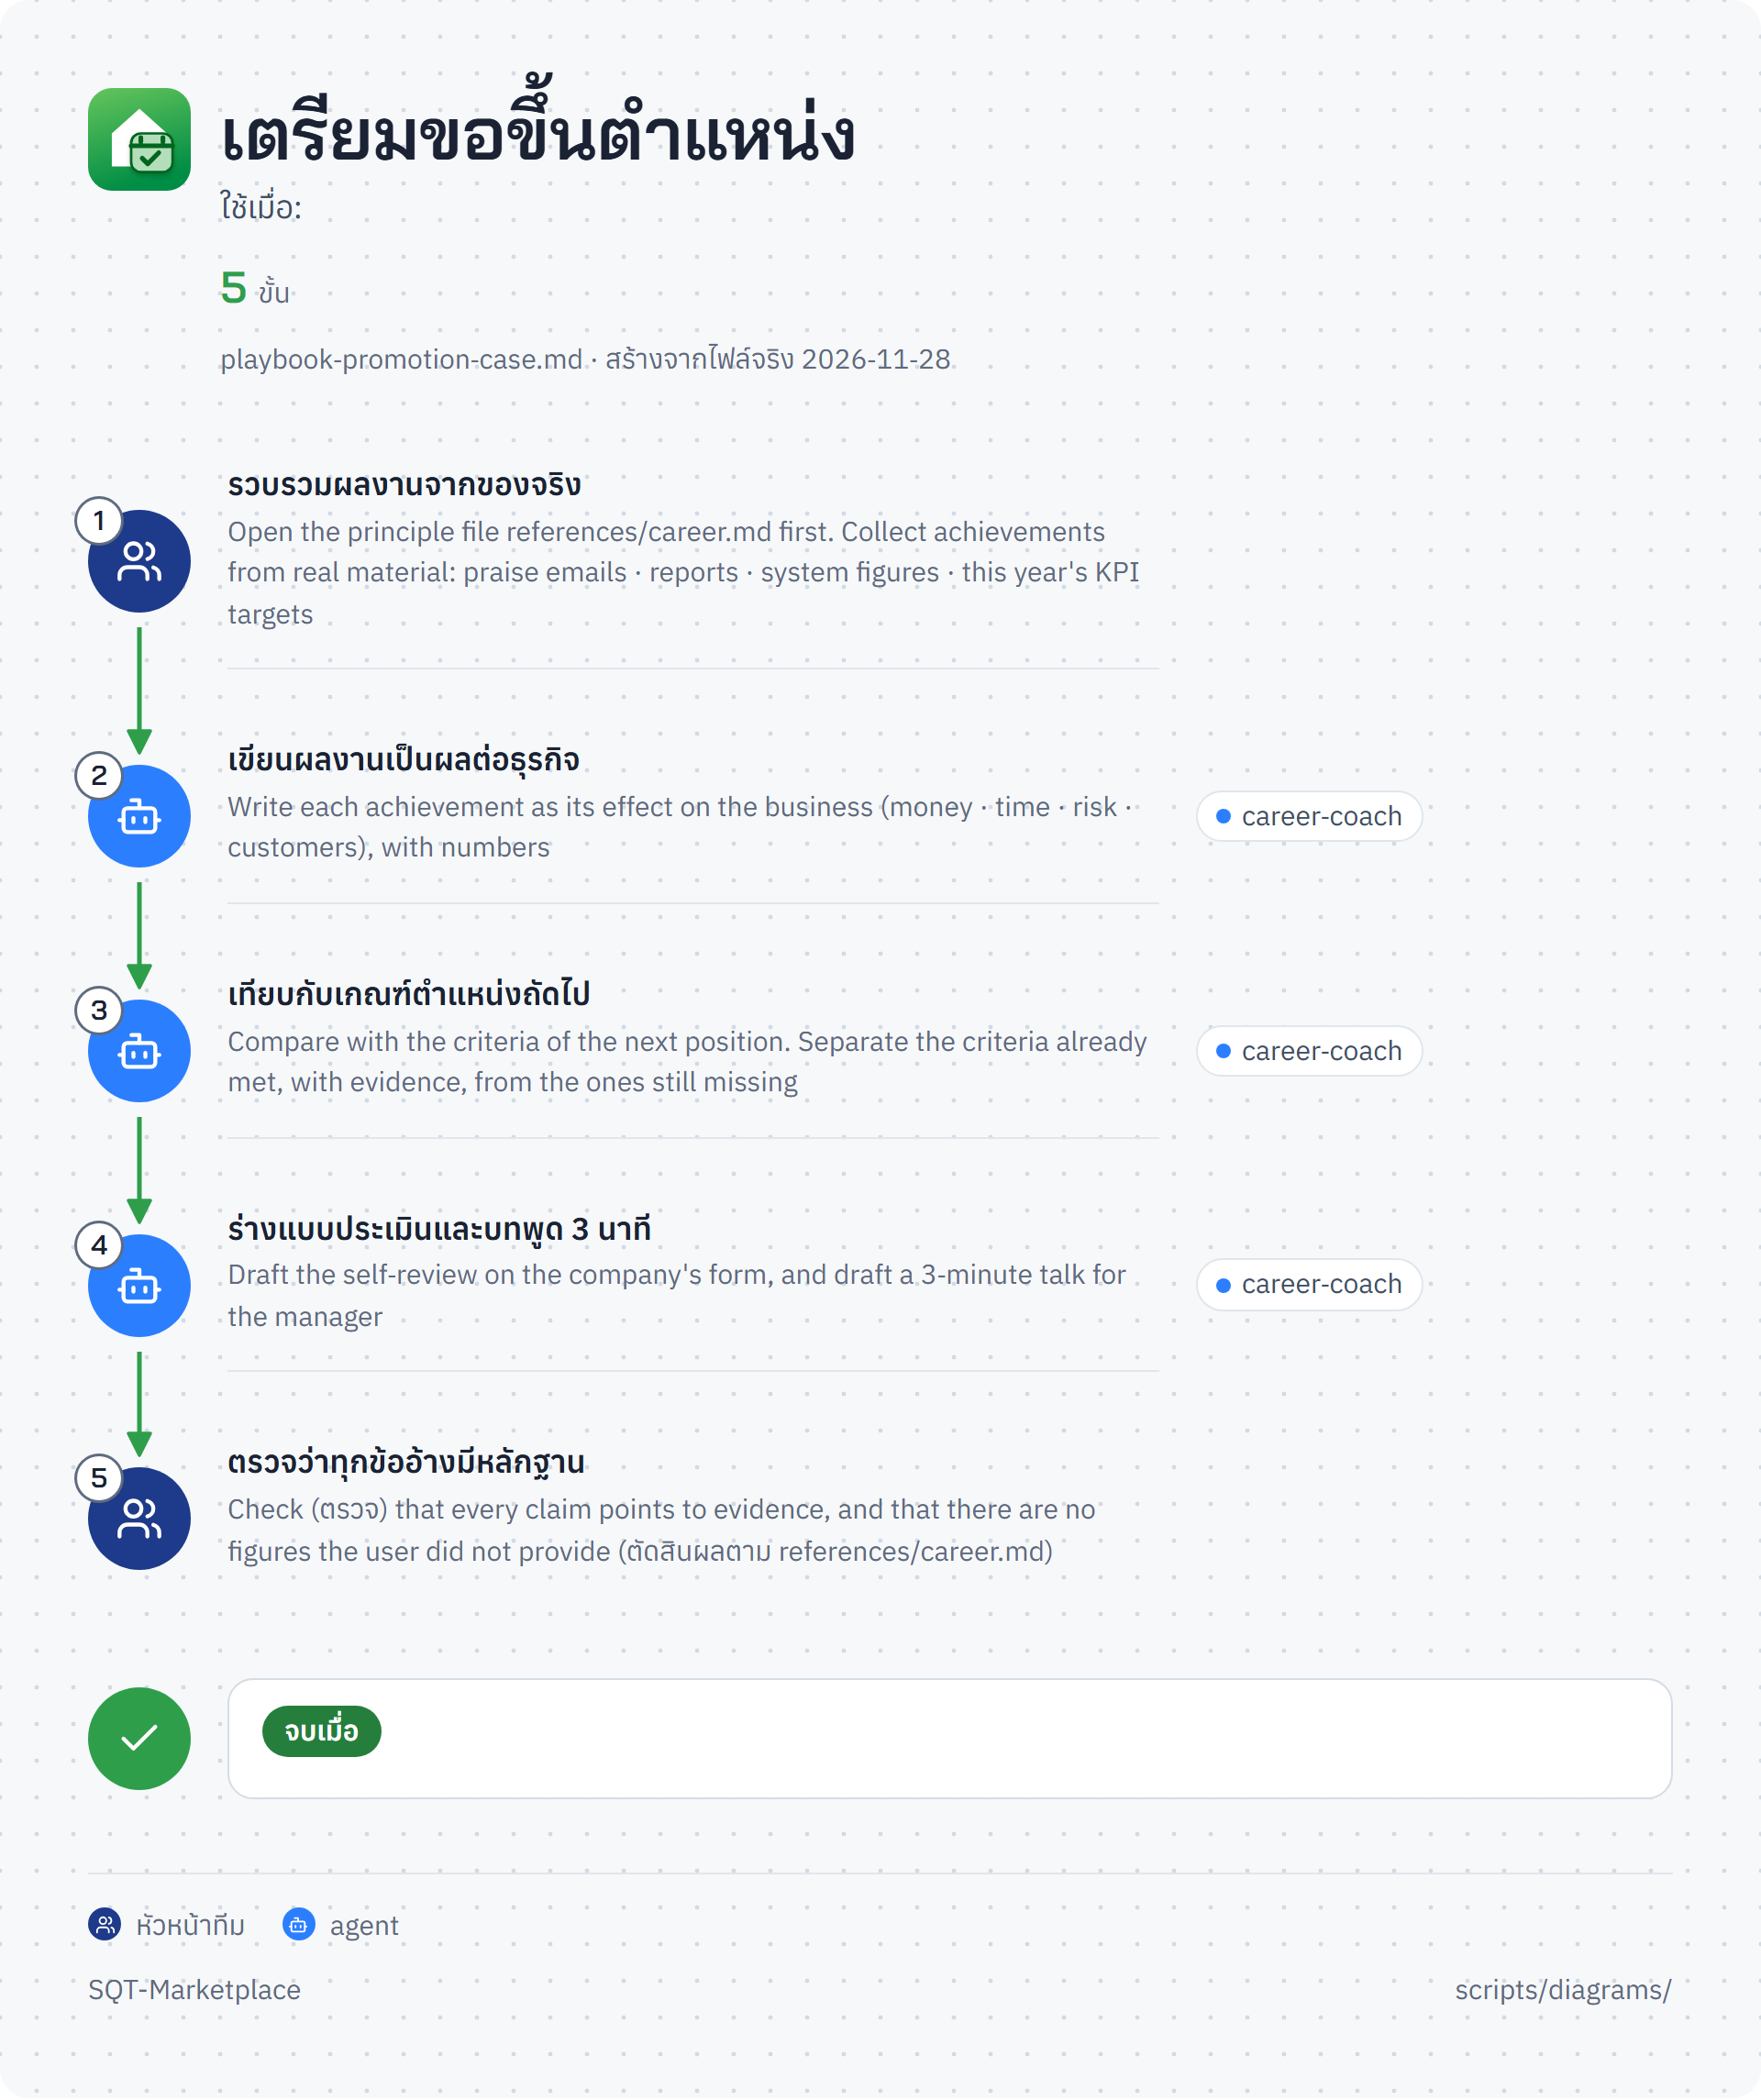 เตรียมขอขึ้นตำแหน่ง
ใช้เมื่อ:
5 ขั้น
playbook-promotion-case.md · สร้างจากไฟล์จริง 2026-11-28
1
รวบรวมผลงานจากของจริง
Open the principle file references/career.md first. Collect achievements
from real material: praise emails · reports · system figures · this year's KPI
targets
2
เขียนผลงานเป็นผลต่อธุรกิจ
Write each achievement as its effect on the business (money · time · risk ·
customers), with numbers
career-coach
3
เทียบกับเกณฑ์ตำแหน่งถัดไป
Compare with the criteria of the next position. Separate the criteria already
met, with evidence, from the ones still missing
career-coach
4
ร่างแบบประเมินและบทพูด 3 นาที
Draft the self-review on the company's form, and draft a 3-minute talk for
the manager
career-coach
5
ตรวจว่าทุกข้ออ้างมีหลักฐาน
Check (ตรวจ) that every claim points to evidence, and that there are no
figures the user did not provide (ตัดสินผลตาม references/career.md)
จบเมื่อ
หัวหน้าทีม agent
SQT-Marketplace scripts/diagrams/